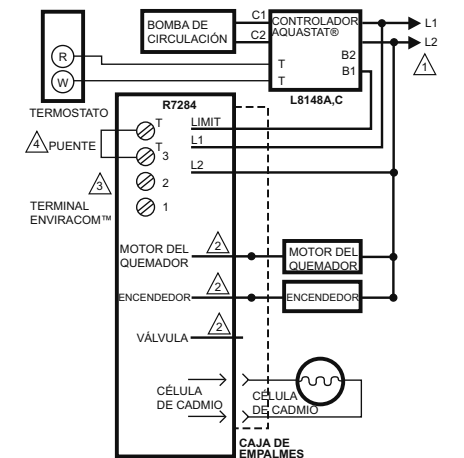 C1
BOMBA DE
CIRCULACIÓN
C2
CONTROLADOR
AQUASTAT®
L1
L2
B2
B1
1
R
W
T
T
TERMOSTATO
L8148A,C
R7284
LIMIT
L1
L2
T
T
3
2
1
4
PUENTE
3
TERMINAL
ENVIRACOM™
MOTOR DEL
QUEMADOR
2
MOTOR DEL
QUEMADOR
ENCENDEDOR
2
ENCENDEDOR
VÁLVULA
2
CÉLULA
DE CADMIO
CÉLULA
DE CADMIO
CAJA DE
EMPALMES